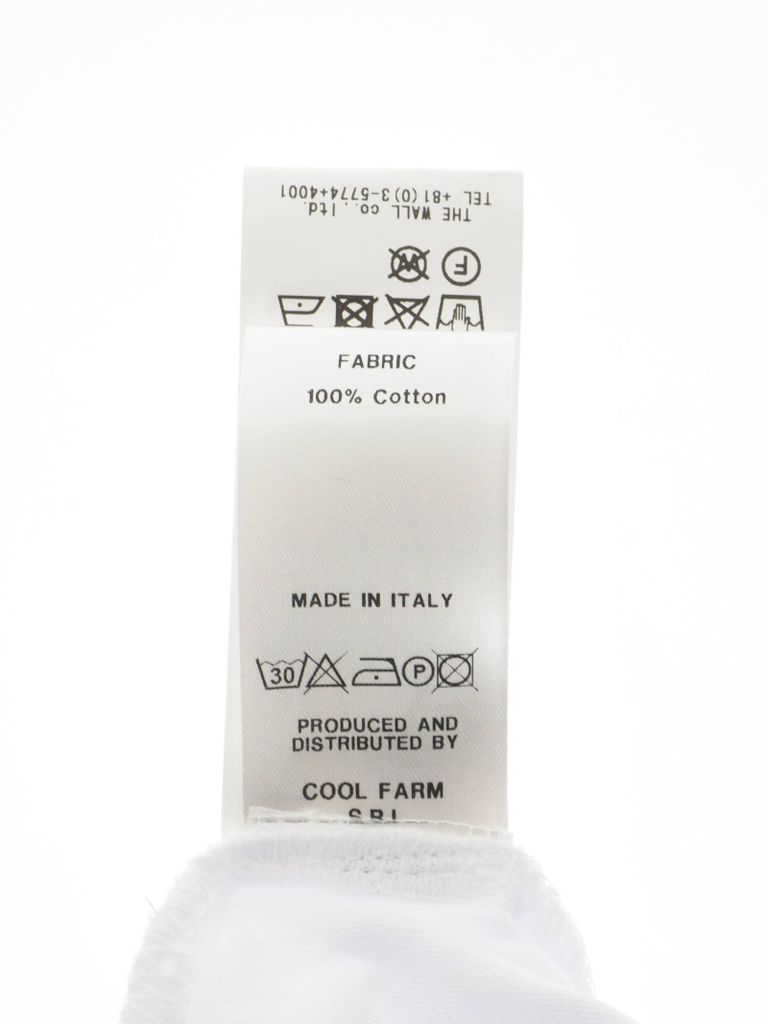 TEL +81(0)3-5774+4001
THE WALL co., ltd.
W F
FABRIC
100% Cotton
MADE IN ITALY
30 P
PRODUCED AND
DISTRIBUTED BY
COOL FARM
SRL